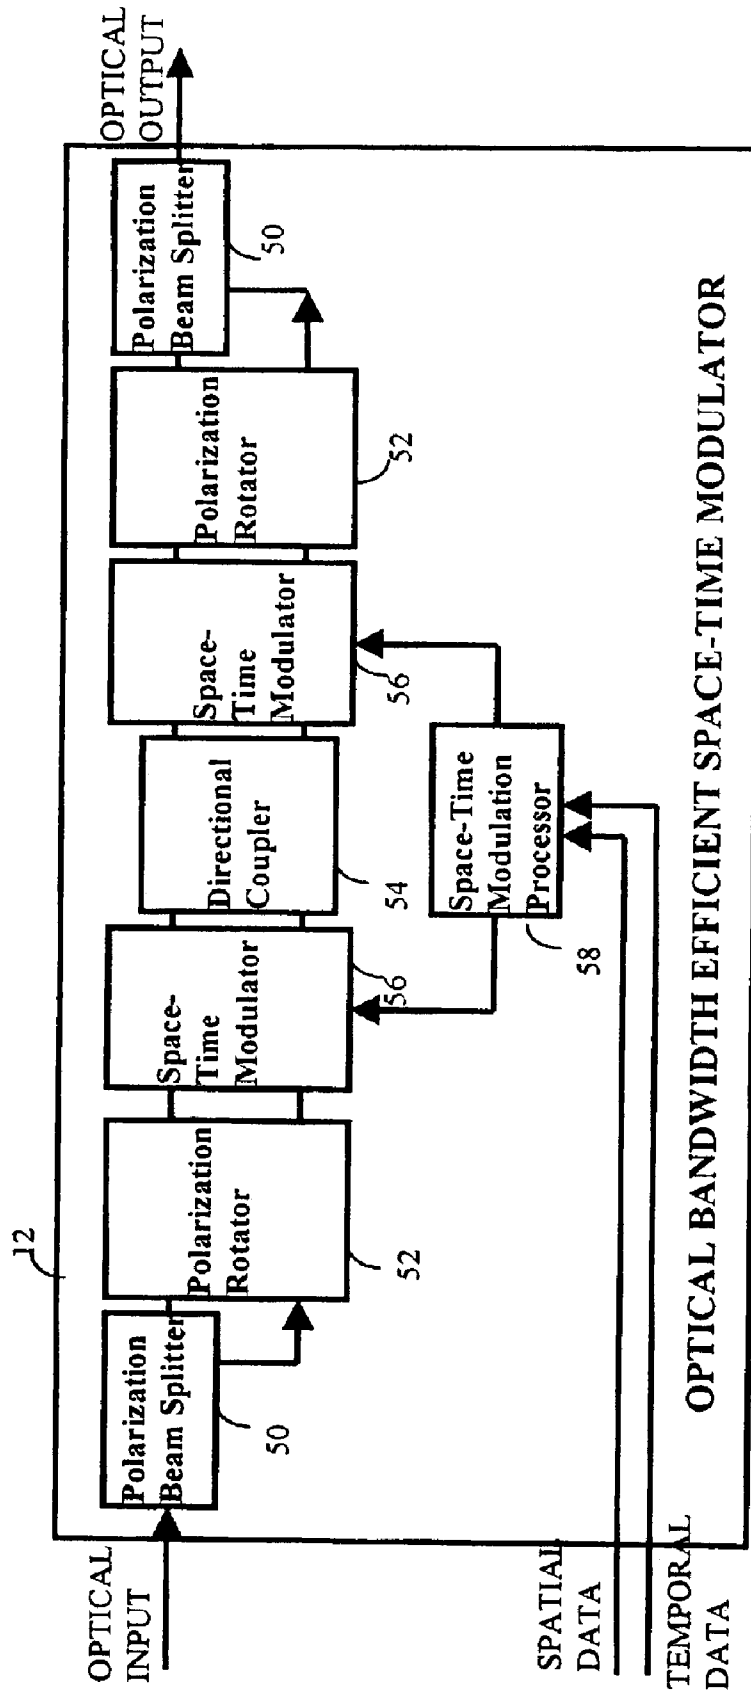 12
OPTICAL
INPUT
Polarization
Beam Splitter
50
Polarization
Rotator
52
Space-
Time
Modulator
56
Directional
Coupler
54
Space-
Time
Modulator
56
Polarization
Rotator
52
Polarization
Beam Splitter
50
OPTICAL
OUTPUT
Space-Time
Modulation
Processor
58
SPATIAL
DATA
TEMPORAL
DATA
OPTICAL BANDWIDTH EFFICIENT SPACE-TIME MODULATOR